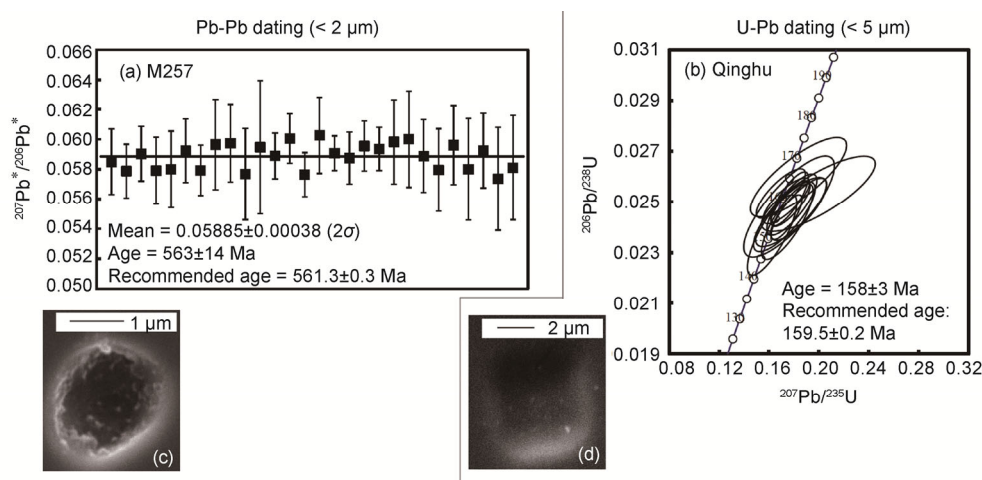 Pb-Pb dating (< 2 μm)
U-Pb dating (< 5 μm)
(a) M257
0.066
0.064
0.062
0.060
0.058
0.056
0.054
0.052
0.050
²⁰⁷Pb*/²⁰⁶Pb*
Mean = 0.05885±0.00038 (2σ)
Age = 563±14 Ma
Recommended age = 561.3±0.3 Ma
(b) Qinghu
0.031
0.029
0.027
0.025
0.023
0.021
0.019
²⁰⁶Pb/²³⁸U
190
180
170
140
130
Age = 158±3 Ma
Recommended age:
159.5±0.2 Ma
0.08 0.12 0.16 0.20 0.24 0.28 0.32
²⁰⁷Pb/²³⁵U
1 μm
(c)
2 μm
(d)